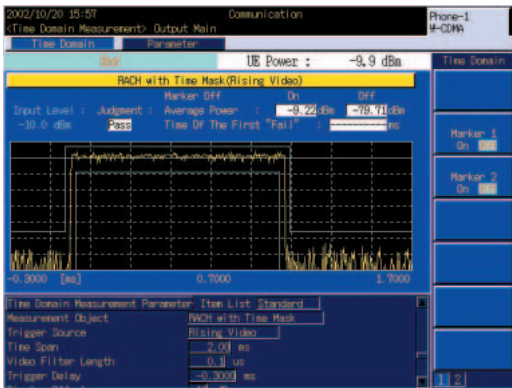 2002/10/20 15:57 Communication Phone-1
<Time Domain Measurement> Output Main W-CDMA
Time Domain Parameter
UE Power : -9.9 dBm Time Domain
RACH with Time Mask(Rising Video)
Marker Off On Off
Input Level : Judgment : Average Power : -9.22 dBm -79.71 dBm
-10.0 dBm Pass Time Of The First "Fail" : ---------- ms
Marker 1
On Off
Marker 2
On Off
-0.3000 [ms] 0.7000 1.7000
Time Domain Measurement Parameter Item List Standard
Measurement Object RACH with Time Mask
Trigger Source Rising Video
Time Span 2.00 ms
Video Filter Length 0.1 us
Trigger Delay -0.3000 ms
1 2